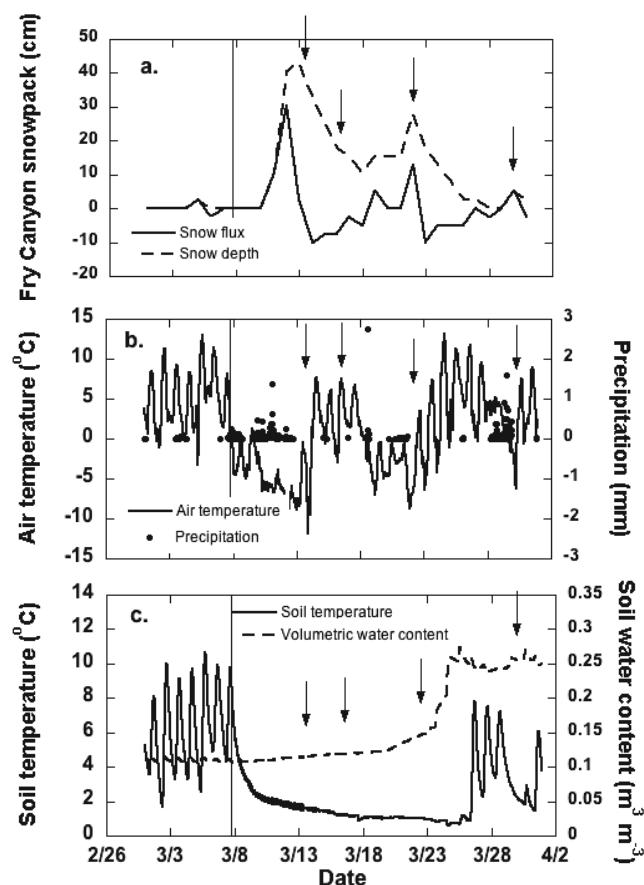 Fry Canyon snowpack (cm)
50
40
30
20
10
0
-10
-20
a.
Snow flux
Snow depth
Air temperature (⁰C)
15
10
5
0
-5
-10
-15
b.
Air temperature
Precipitation
3
2
1
0
-1
-2
-3
Precipitation (mm)
Soil temperature (⁰C)
14
12
10
8
6
4
2
0
c.
Soil temperature
Volumetric water content
0.35
0.3
0.25
0.2
0.15
0.1
0.05
0
Soil water content (m³ m⁻³)
2/26 3/3 3/8 3/13 3/18 3/23 3/28 4/2
Date